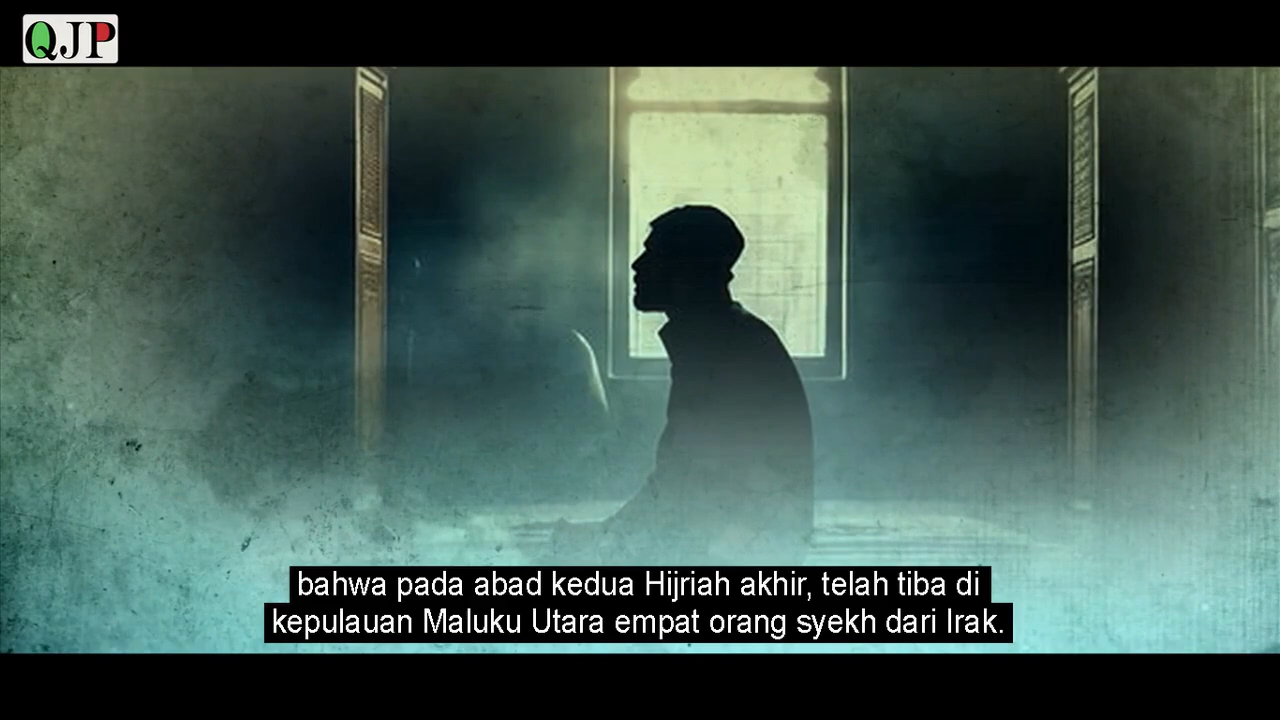 QJP
bahwa pada abad kedua Hijriah akhir, telah tiba di
kepulauan Maluku Utara empat orang syekh dari Irak.